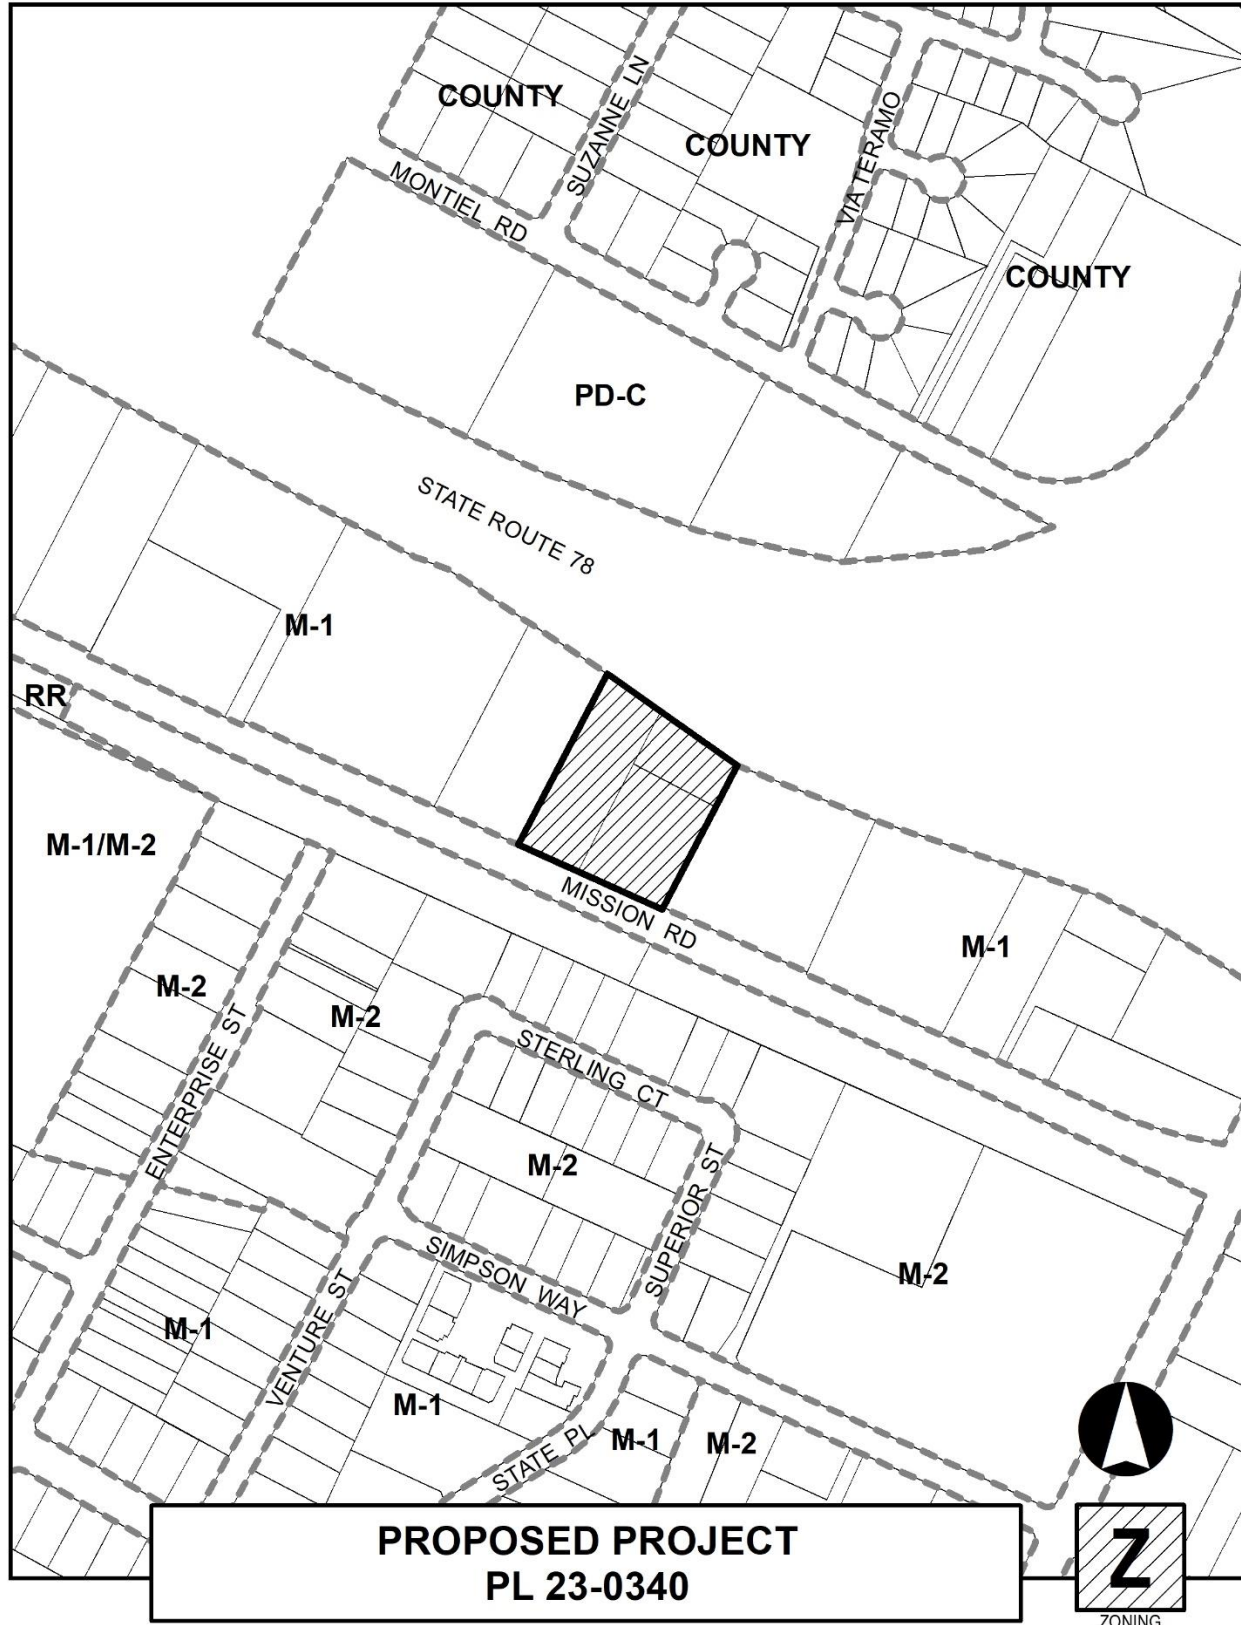 COUNTY
SUZANNE LN
COUNTY
VIA TERAMO
MONTIEL RD
COUNTY
PD-C
STATE ROUTE 78
M-1
RR
M-1/M-2
MISSION RD
M-1
M-2
M-2
ENTERPRISE ST
STERLING CT
M-2
SUPERIOR ST
SIMPSON WAY
M-2
VENTURE ST
M-1
M-1
STATE PL
M-1
M-2
PROPOSED PROJECT
PL 23-0340
Z
ZONING